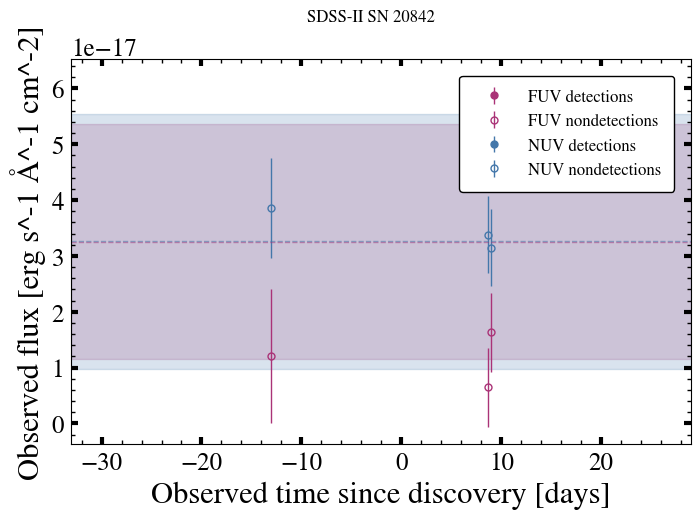 SDSS-II SN 20842
1e−17
Observed flux [erg s^-1 Å^-1 cm^-2]
6
5
4
3
2
1
0
FUV detections
FUV nondetections
NUV detections
NUV nondetections
−30 −20 −10 0 10 20
Observed time since discovery [days]